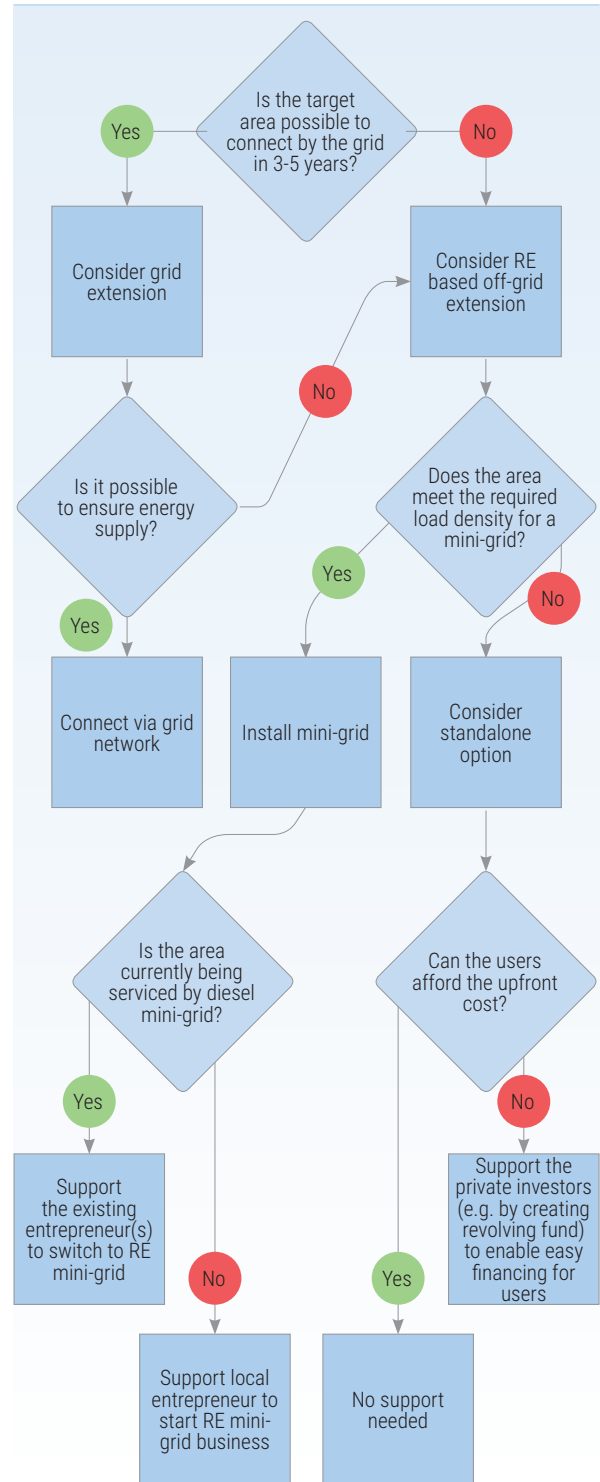 Is the target
area possible to
connect by the grid
in 3-5 years?
Yes
No
Consider grid
extension
Consider RE
based off-grid
extension
No
Is it possible
to ensure energy
supply?
Does the area
meet the required
load density for a
mini-grid?
Yes
Yes
No
Connect via grid
network
Install mini-grid
Consider
standalone
option
Is the area
currently being
serviced by diesel
mini-grid?
Can the users
afford the upfront
cost?
Yes
No
Support
the existing
entrepreneur(s)
to switch to RE
mini-grid
Support the
private investors
(e.g. by creating
revolving fund)
to enable easy
financing for
users
No
Yes
Support local
entrepreneur to
start RE mini-
grid business
No support
needed